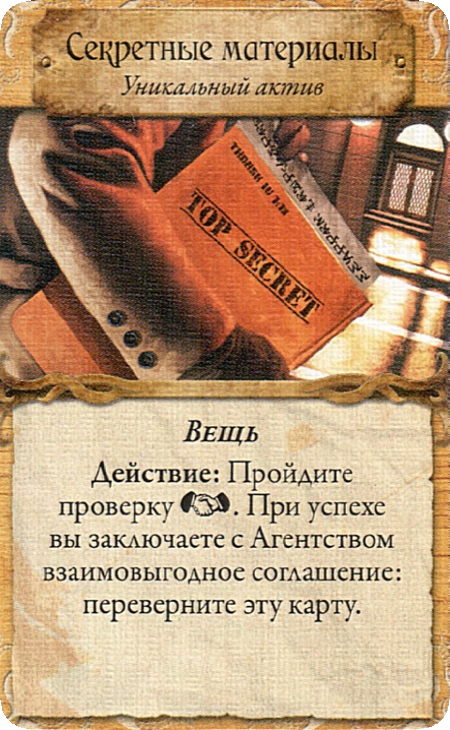 Секретные материалы
Уникальный актив
TOP SECRET
Вещь
Действие: Пройдите
проверку . При успехе
вы заключаете с Агентством
взаимовыгодное соглашение:
переверните эту карту.